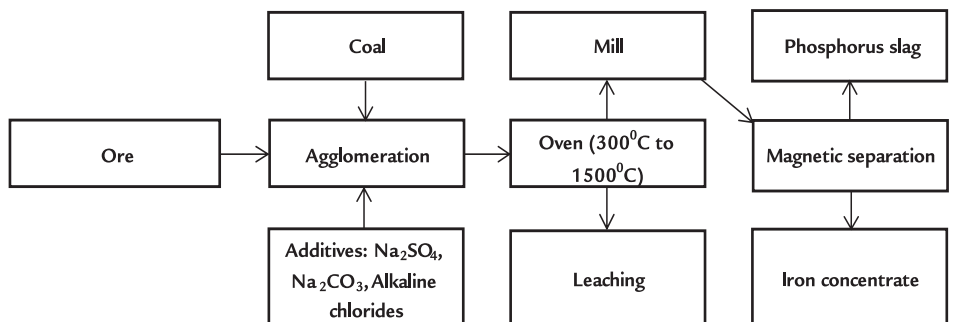 Coal
Mill
Phosphorus slag
Ore
Agglomeration
Oven (300⁰C to
1500⁰C)
Magnetic separation
Additives: Na₂SO₄,
Na₂CO₃, Alkaline
chlorides
Leaching
Iron concentrate